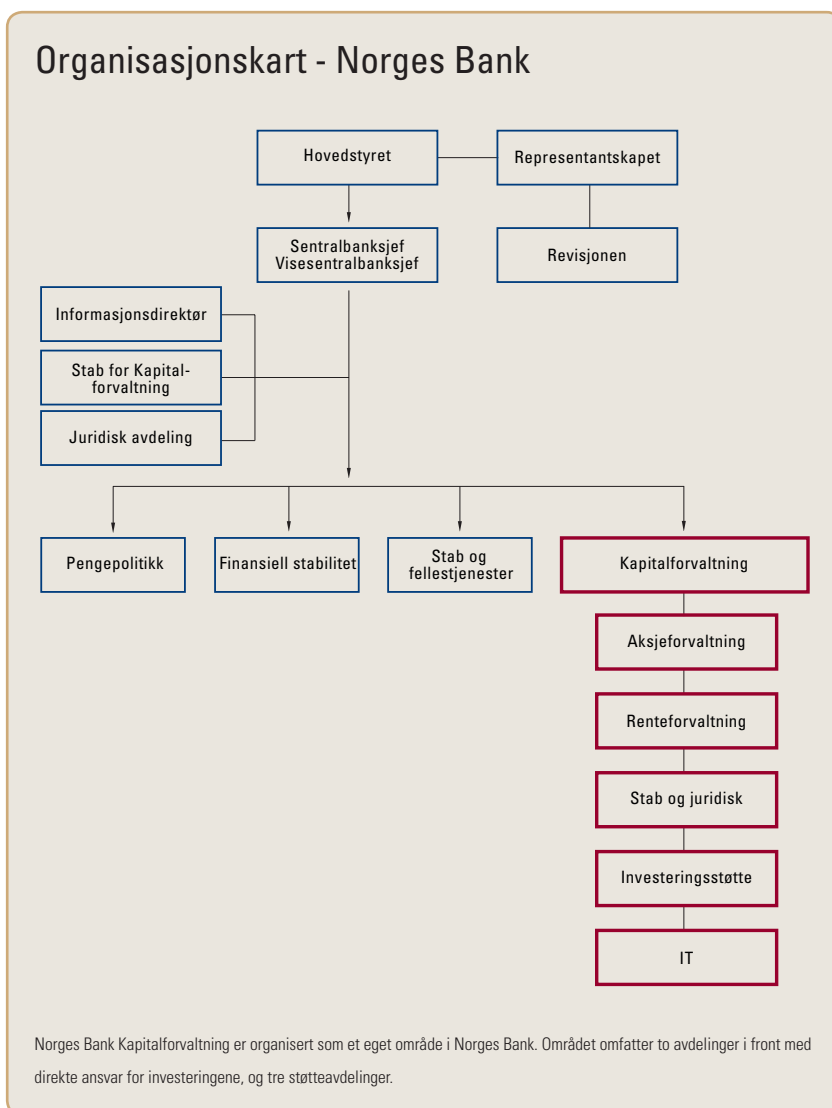 Organisasjonskart - Norges Bank
Hovedstyret
Representantskapet
Sentralbanksjef
Visesentralbanksjef
Revisjonen
Informasjonsdirektør
Stab for Kapital-
forvaltning
Juridisk avdeling
Pengepolitikk
Finansiell stabilitet
Stab og
fellestjenester
Kapitalforvaltning
Aksjeforvaltning
Renteforvaltning
Stab og juridisk
Investeringsstøtte
IT
Norges Bank Kapitalforvaltning er organisert som et eget område i Norges Bank. Området omfatter to avdelinger i front med
direkte ansvar for investeringene, og tre støtteavdelinger.